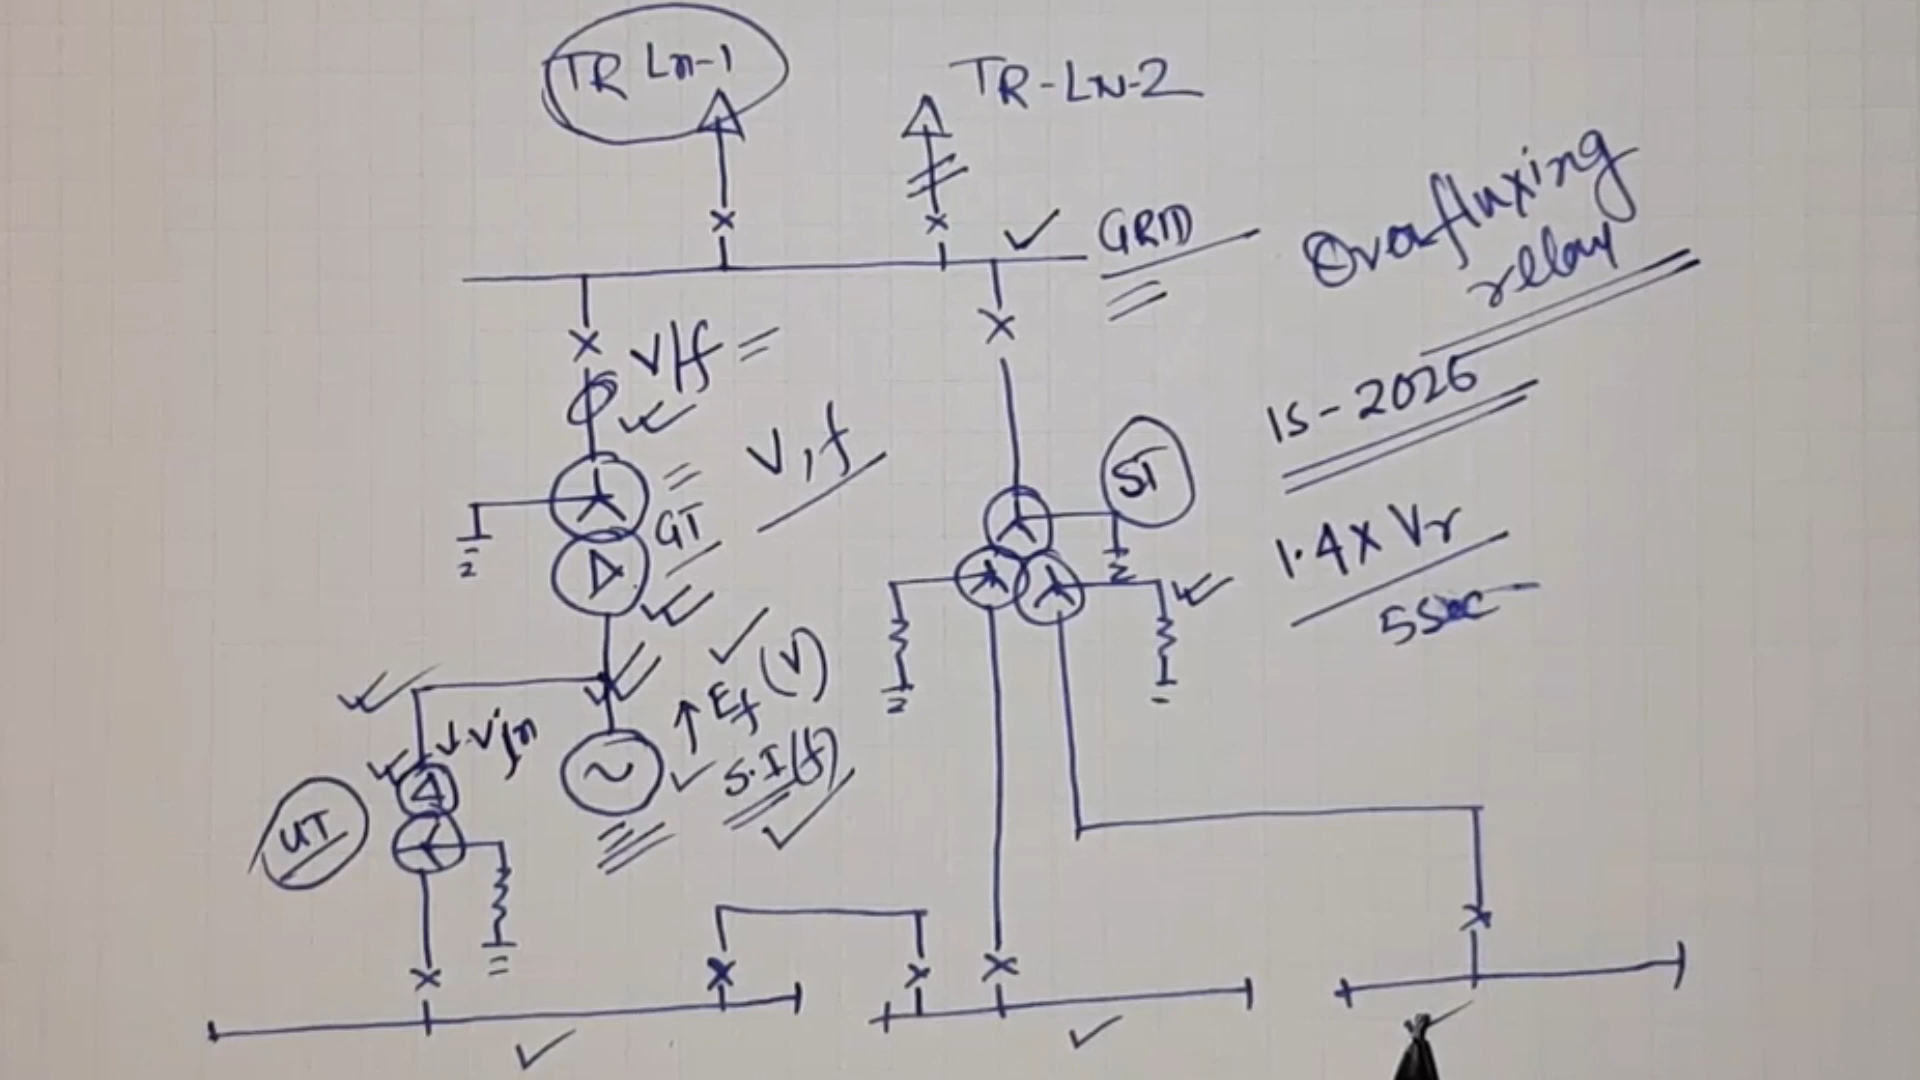 TR Ln-1
TR-LN-2
GRID
Overfluxing
relay
V/f =
IS-2026
V, f
ST
GT
1.4 x Vr
5Sec
Ef (V)
S.I(f)
UT